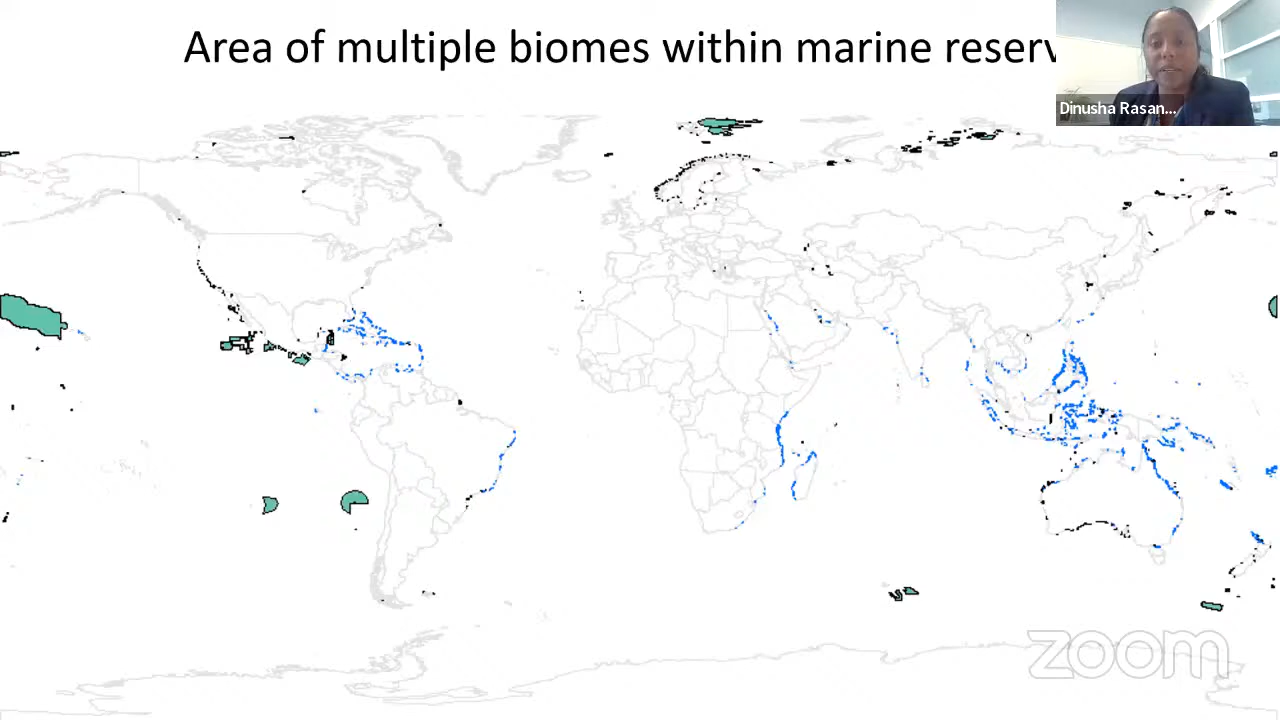 Area of multiple biomes within marine reserv
Dinusha Rasan...
zoom